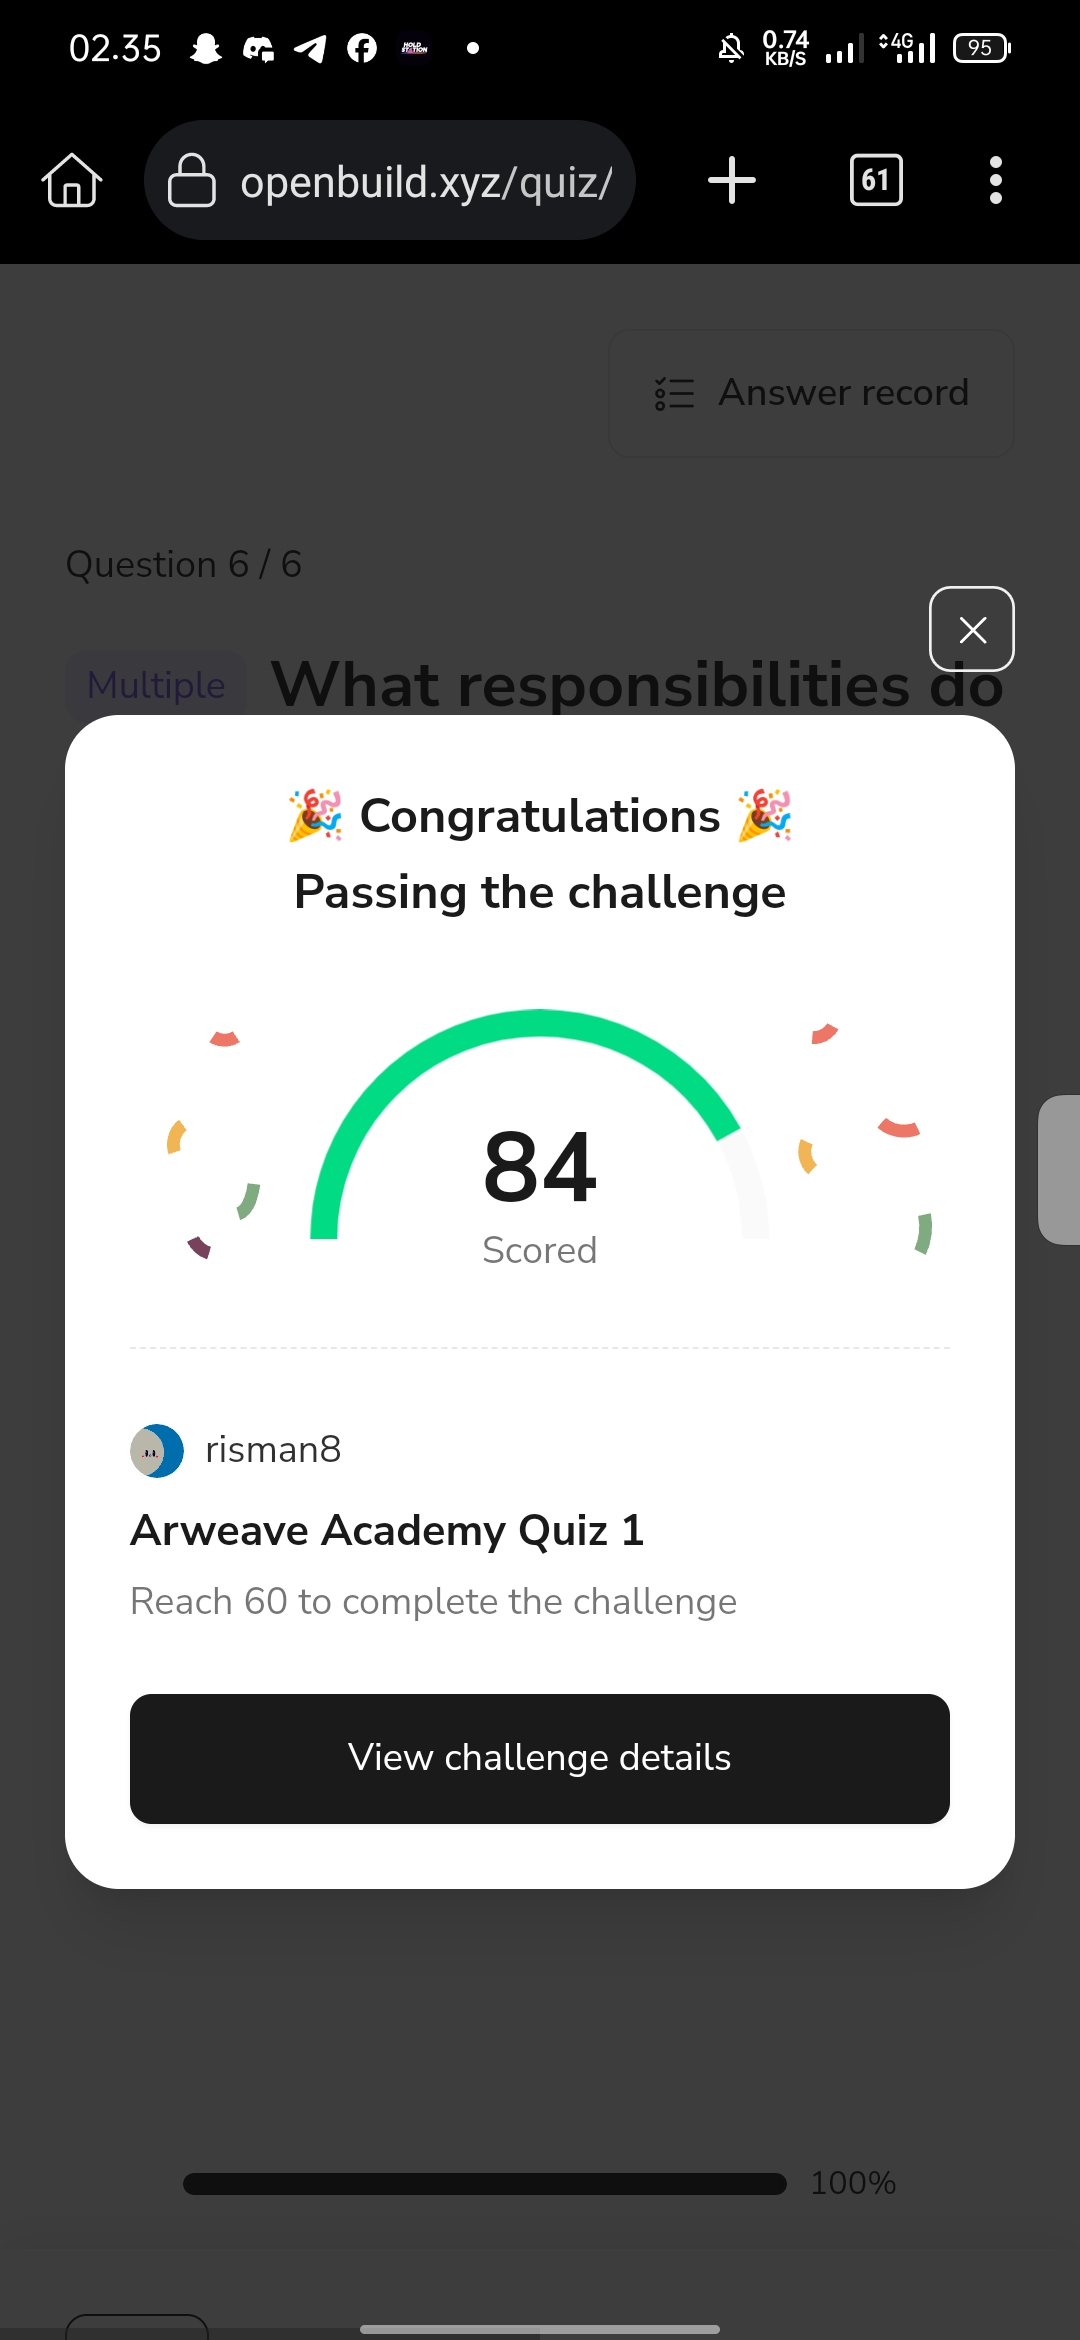 02.35
HOLD STATION
0.74 KB/S
4G
95
openbuild.xyz/quiz/
61
Answer record
Question 6 / 6
Multiple What responsibilities do
🎉 Congratulations 🎉
Passing the challenge
84
Scored
risman8
Arweave Academy Quiz 1
Reach 60 to complete the challenge
View challenge details
100%